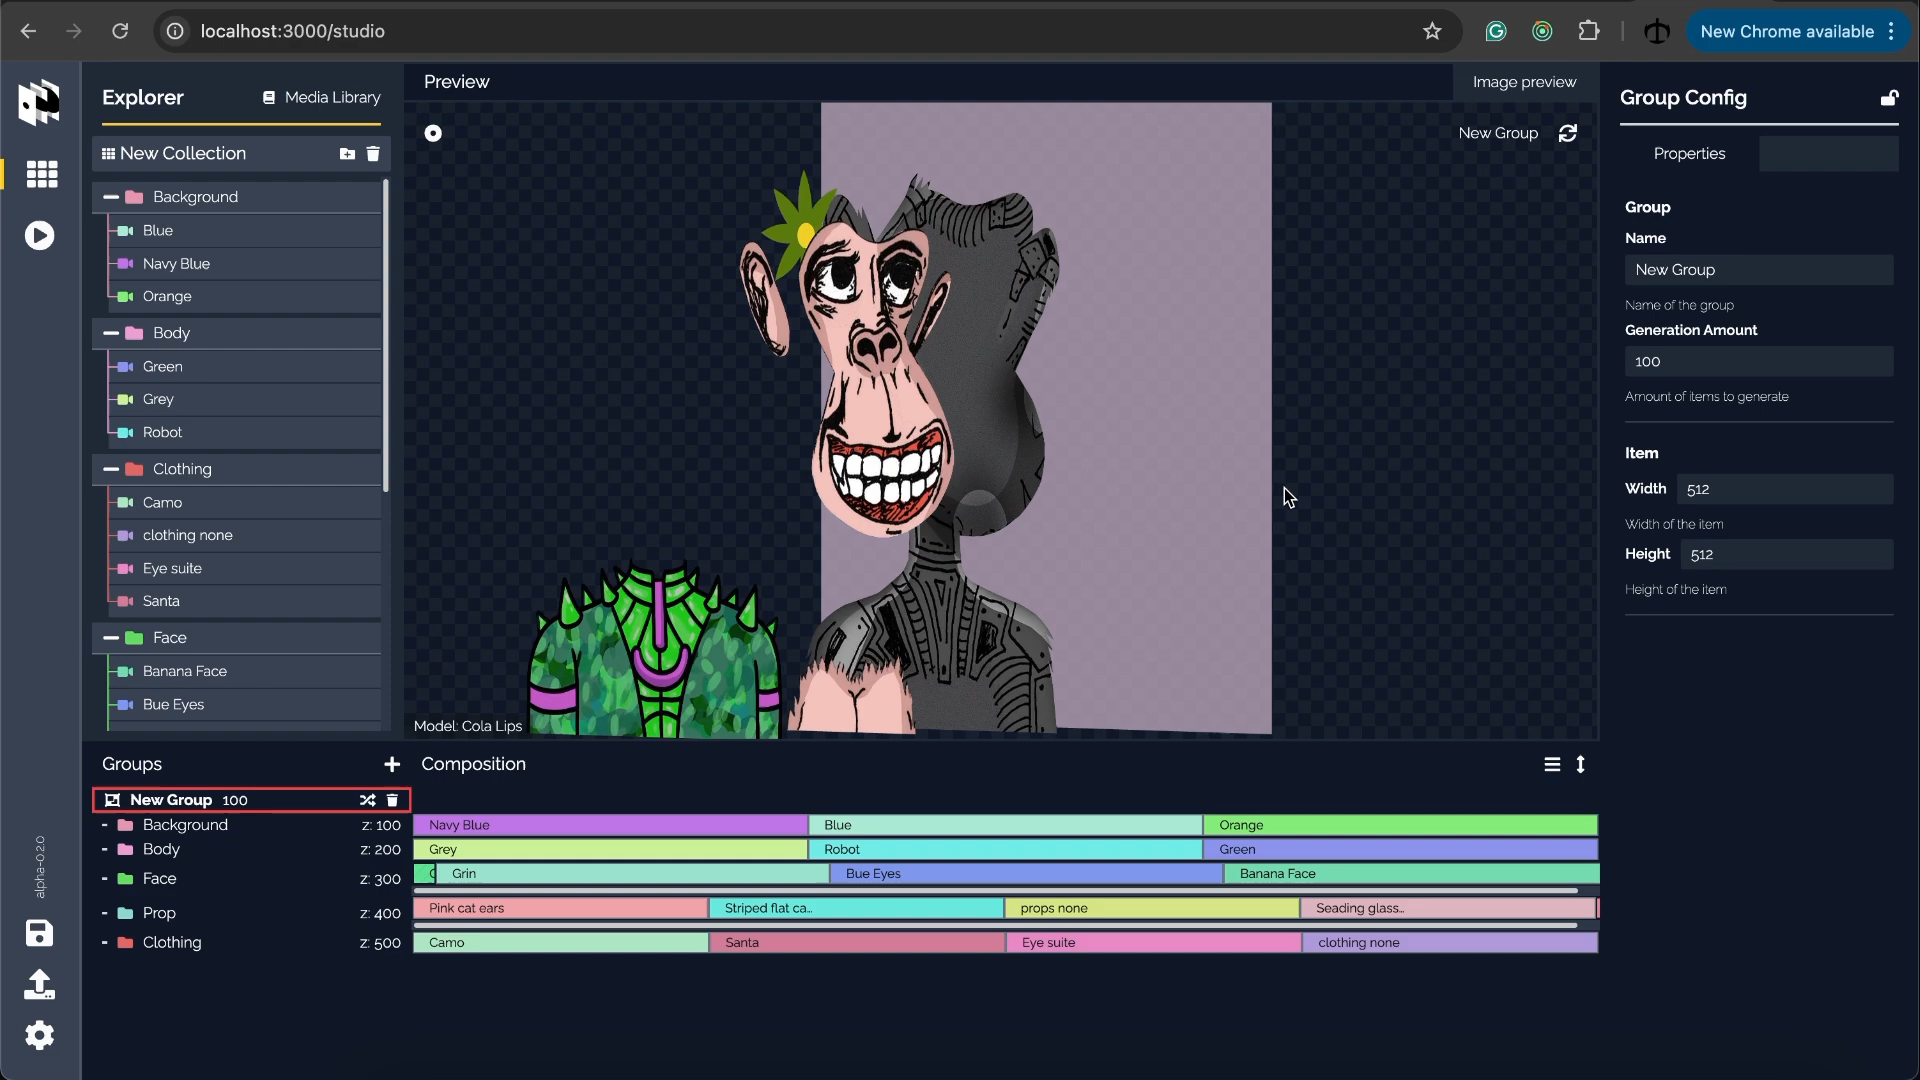 localhost:3000/studio
New Chrome available
Explorer
Media Library
New Collection
Background
Blue
Navy Blue
Orange
Body
Green
Grey
Robot
Clothing
Camo
clothing none
Eye suite
Santa
Face
Banana Face
Bue Eyes
Preview
Image preview
New Group
Model: Cola Lips
Group Config
Properties
Group
Name
New Group
Name of the group
Generation Amount
100
Amount of items to generate
Item
Width 512
Width of the item
Height 512
Height of the item
Groups
Composition
New Group 100
Background z: 100 Navy Blue Blue Orange
Body z: 200 Grey Robot Green
Face z: 300 Grin Bue Eyes Banana Face
Prop z: 400 Pink cat ears Striped flat ca... props none Seading glass...
Clothing z: 500 Camo Santa Eye suite clothing none
alpha-0.2.0